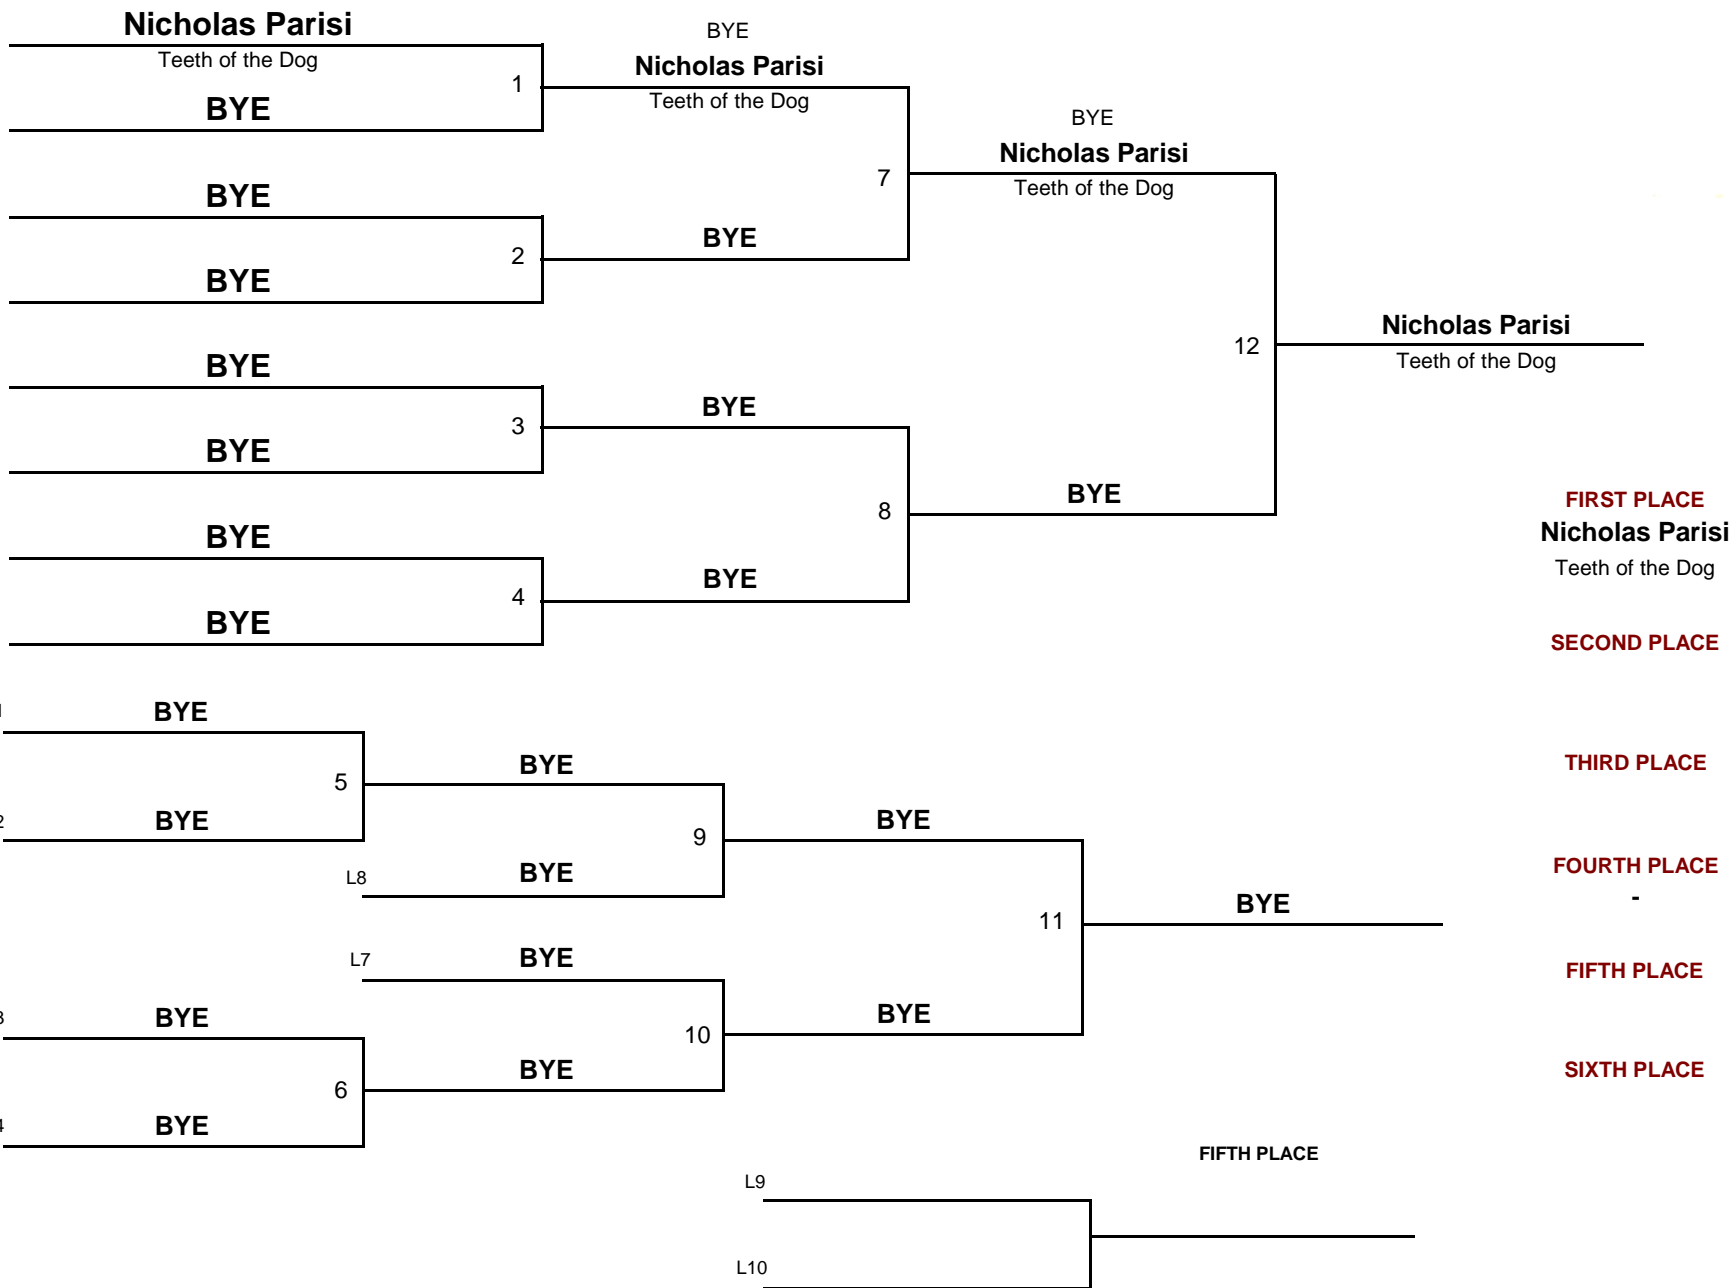 Nicholas Parisi
Teeth of the Dog
1
BYE
BYE
Nicholas Parisi
Teeth of the Dog
BYE
2
BYE
BYE
7
BYE
Nicholas Parisi
Teeth of the Dog
BYE
3
BYE
BYE
BYE
4
BYE
BYE
8
BYE
12
Nicholas Parisi
Teeth of the Dog
FIRST PLACE
Nicholas Parisi
Teeth of the Dog
SECOND PLACE
THIRD PLACE
FOURTH PLACE
-
FIFTH PLACE
SIXTH PLACE
BYE
5
2
BYE
BYE
9
L8
BYE
BYE
11
BYE
L7
BYE
10
BYE
3
BYE
6
BYE
4
BYE
FIFTH PLACE
L9
L10